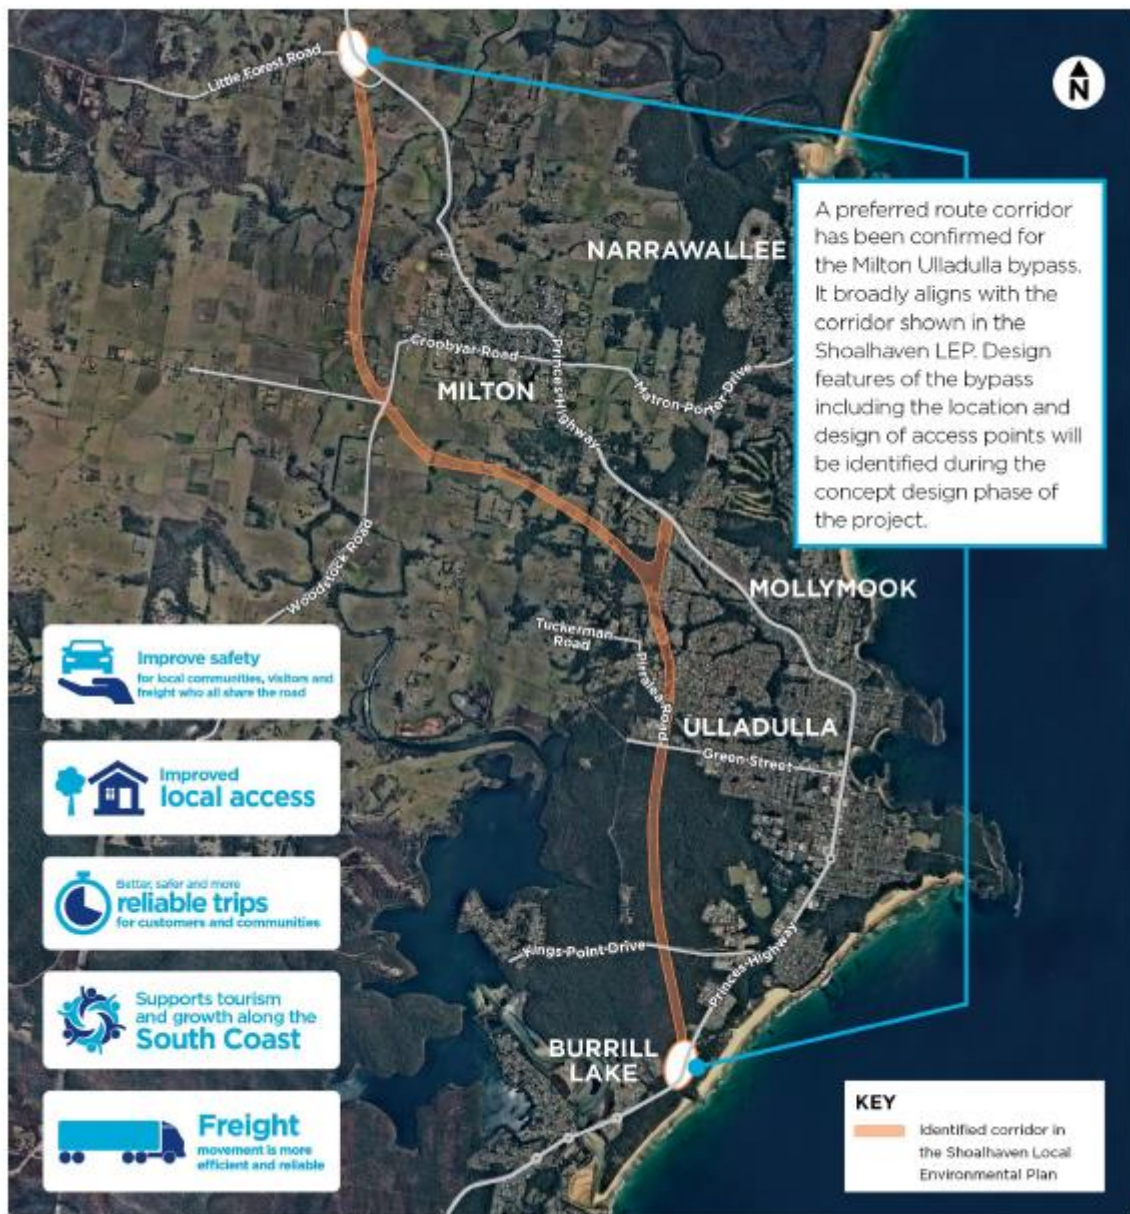 Little Forest Road
N
A preferred route corridor
has been confirmed for
the Milton Ulladulla bypass.
It broadly aligns with the
corridor shown in the
Shoalhaven LEP. Design
features of the bypass
including the location and
design of access points will
be identified during the
concept design phase of
the project.
NARRAWALLEE
Croobyar Road
Princes Highway
MILTON
Matron Porter Drive
Woodstock Road
MOLLYMOOK
Tuckerman
Road
Pirralea Road
ULLADULLA
Green Street
Improve safety
for local communities, visitors and
freight who all share the road
Improved
local access
Better, safer and more
reliable trips
for customers and communities
Kings Point Drive
Princes Highway
Supports tourism
and growth along the
South Coast
BURRILL
LAKE
Freight
movement is more
efficient and reliable
KEY
Identified corridor in
the Shoalhaven Local
Environmental Plan